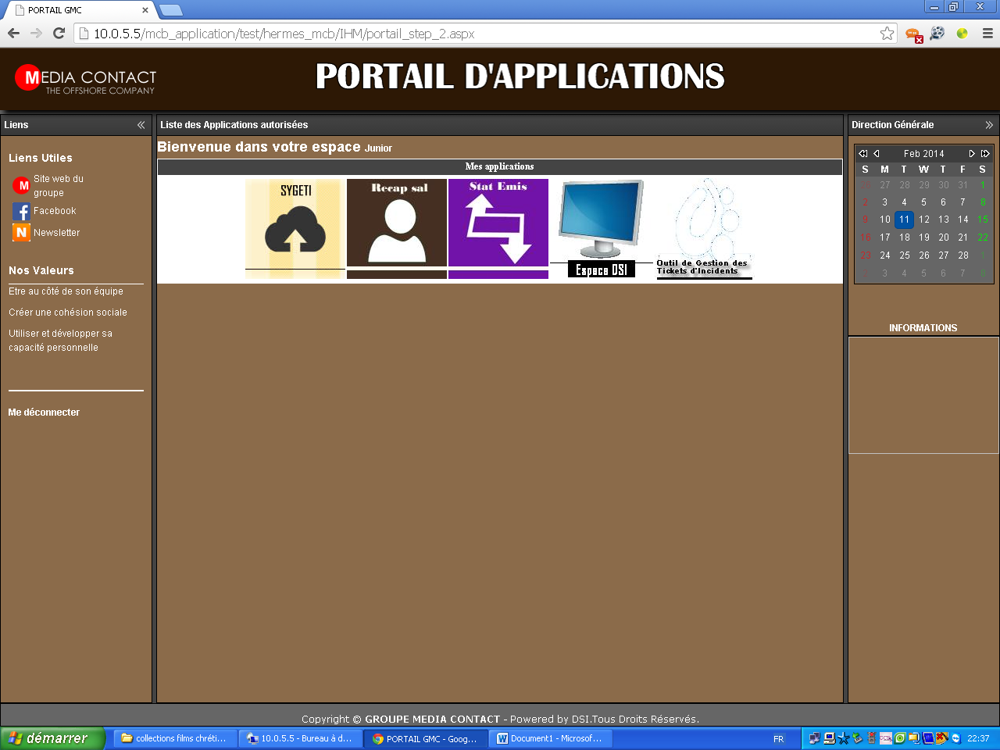 PORTAIL GMC
10.0.5.5/mcb_application/test/hermes_mcb/IHM/portail_step_2.aspx
MEDIA CONTACT
THE OFFSHORE COMPANY
PORTAIL D'APPLICATIONS
Liens
Liens Utiles
Site web du
groupe
Facebook
Newsletter
Nos Valeurs
Etre au côté de son équipe
Créer une cohésion sociale
Utiliser et développer sa
capacité personnelle
Me déconnecter
Liste des Applications autorisées
Bienvenue dans votre espace Junior
Mes applications
SYGETI
Recap sal
Stat Emis
Espace DSI
Outil de Gestion des
Tickets d'Incidents
Direction Générale
Feb 2014
S M T W T F S
26 27 28 29 30 31 1
2 3 4 5 6 7 8
9 10 11 12 13 14 15
16 17 18 19 20 21 22
23 24 25 26 27 28 1
3 4 5 6 7 8
INFORMATIONS
Copyright © GROUPE MEDIA CONTACT - Powered by DSI.Tous Droits Réservés.
démarrer
collections films chréti...
10.0.5.5 - Bureau à d...
PORTAIL GMC - Goog...
Document1 - Microsof...
FR
22:37